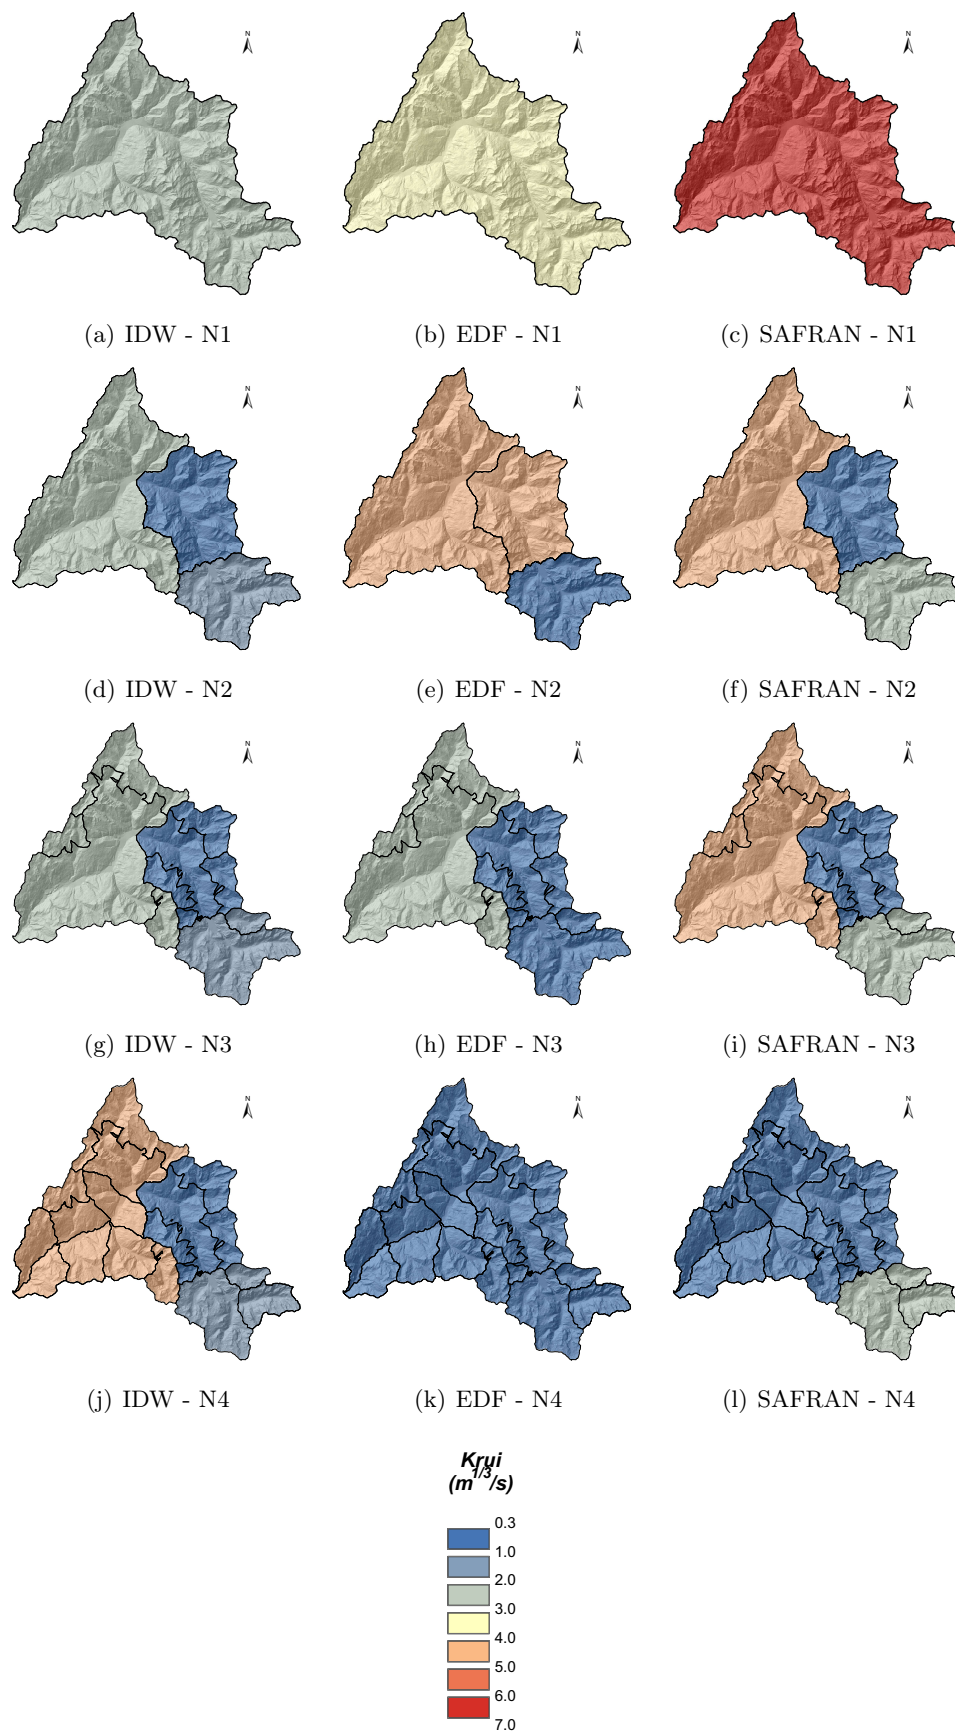 N N N
(a) IDW - N1 (b) EDF - N1 (c) SAFRAN - N1
N N N
(d) IDW - N2 (e) EDF - N2 (f) SAFRAN - N2
N N N
(g) IDW - N3 (h) EDF - N3 (i) SAFRAN - N3
N N N
(j) IDW - N4 (k) EDF - N4 (l) SAFRAN - N4
Krui
(m^1/3/s)
0.3
1.0
2.0
3.0
4.0
5.0
6.0
7.0